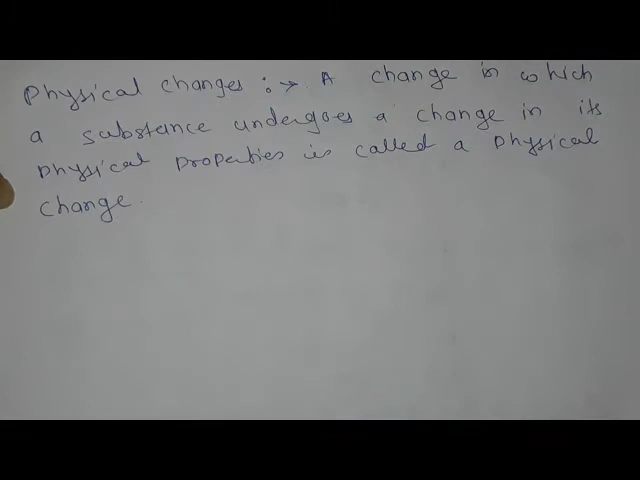 Physical changes :→ A change in which
a substance undergoes a change in its
physical properties is called a physical
change.